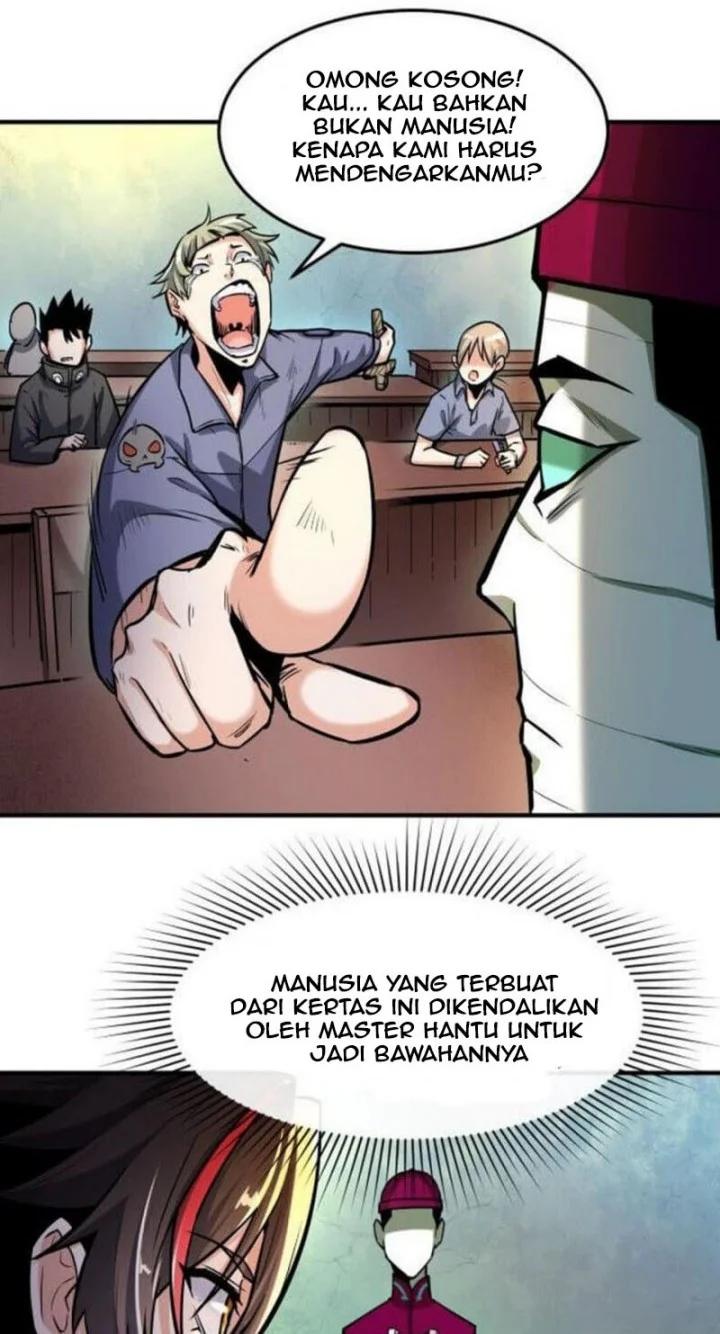 OMONG KOSONG!
KAU... KAU BAHKAN
BUKAN MANUSIA!
KENAPA KAMI HARUS
MENDENGARKANMU?
MANUSIA YANG TERBUAT
DARI KERTAS INI DIKENDALIKAN
OLEH MASTER HANTU UNTUK
JADI BAWAHANNYA